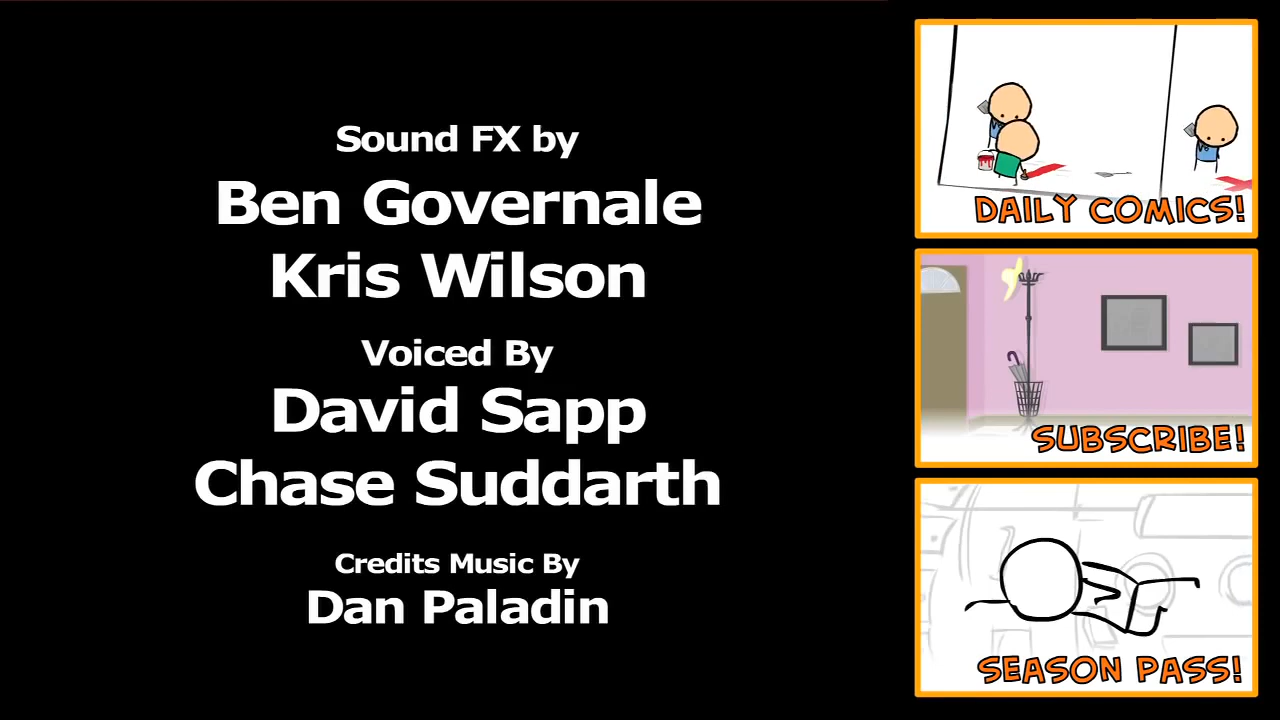 Sound FX by
Ben Governale
Kris Wilson
Voiced By
David Sapp
Chase Suddarth
Credits Music By
Dan Paladin
DAILY COMICS!
SUBSCRIBE!
SEASON PASS!